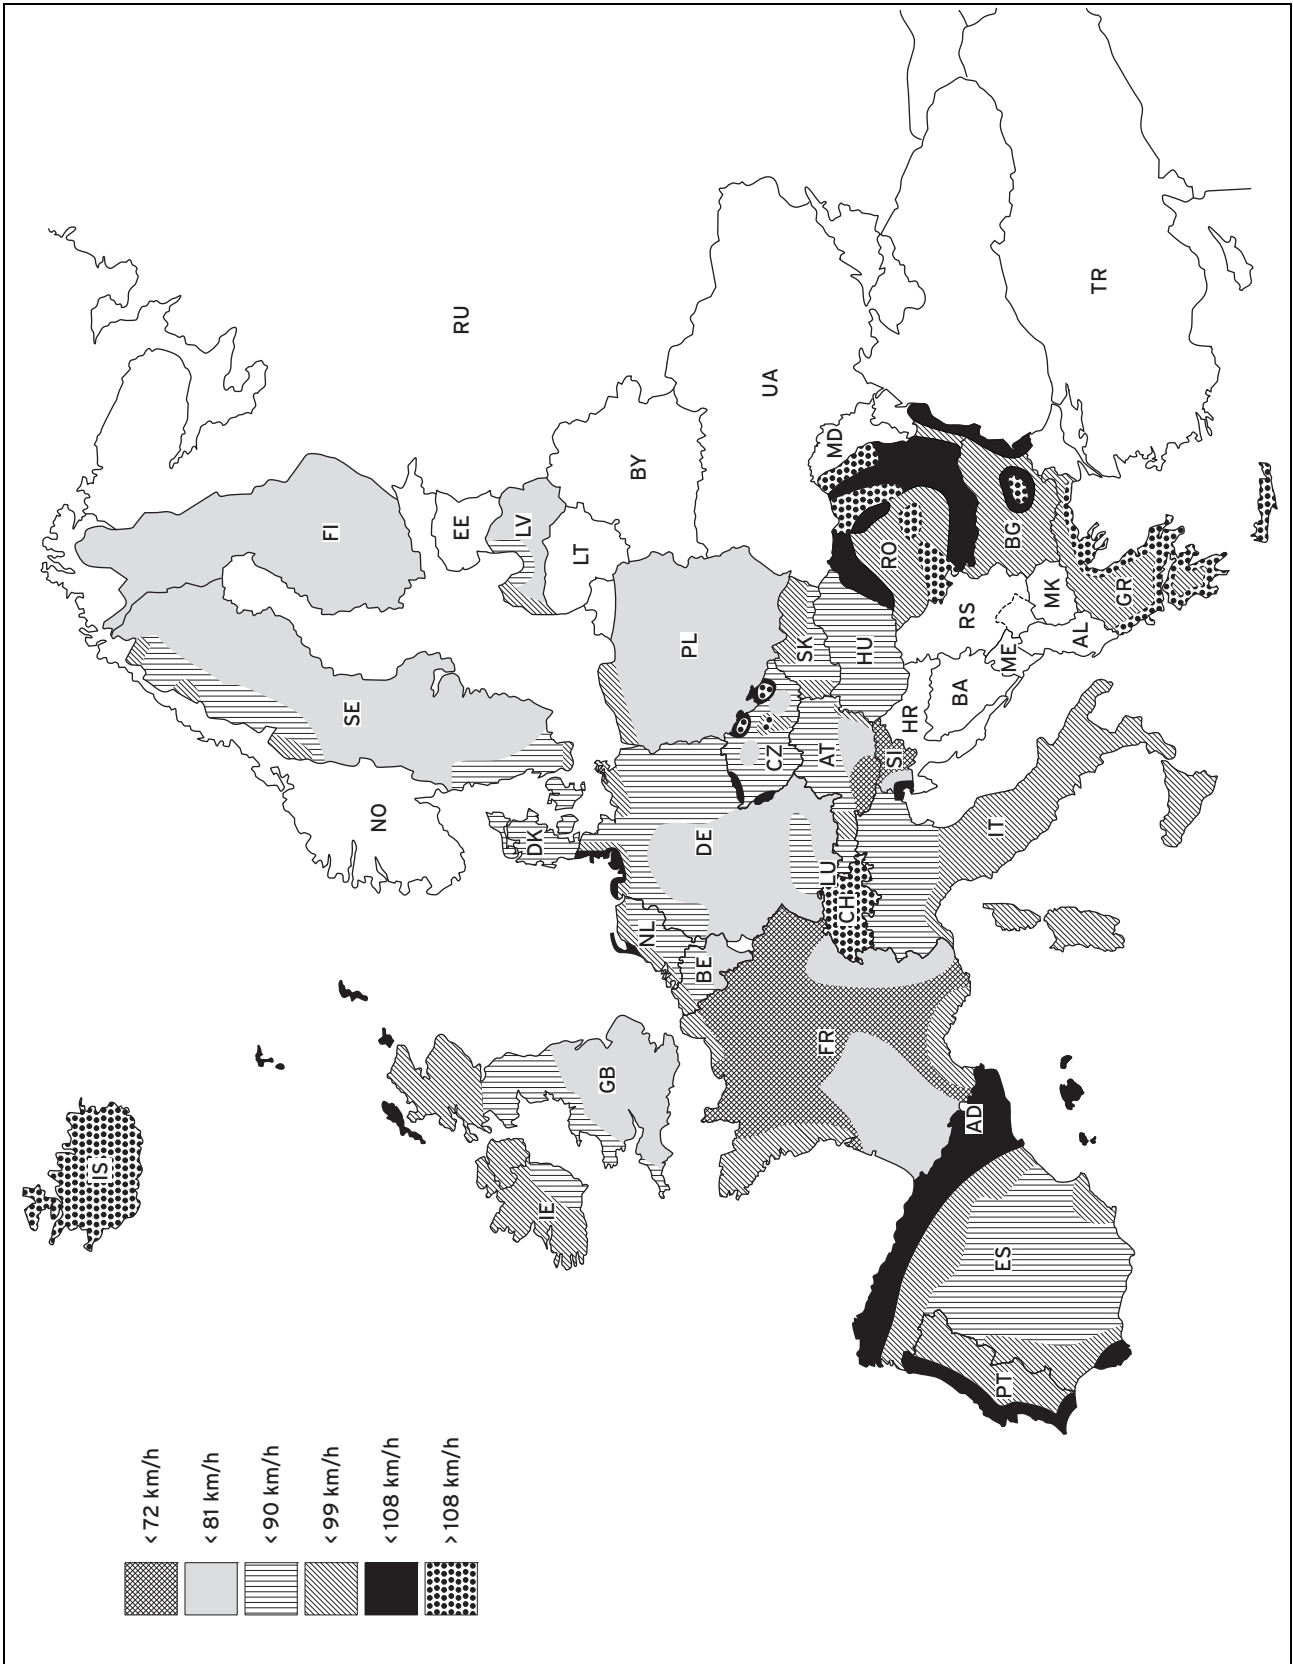 < 72 km/h
< 81 km/h
< 90 km/h
< 99 km/h
<108 km/h
>108 km/h
IS
NO
SE
FI
RU
EE
LV
LT
BY
DK
IE
GB
NL
BE
DE
PL
UA
LU
CZ
SK
MD
FR
CH
AT
HU
RO
SI
HR
BA
RS
ME
AD
IT
AL
MK
BG
PT
ES
GR
TR